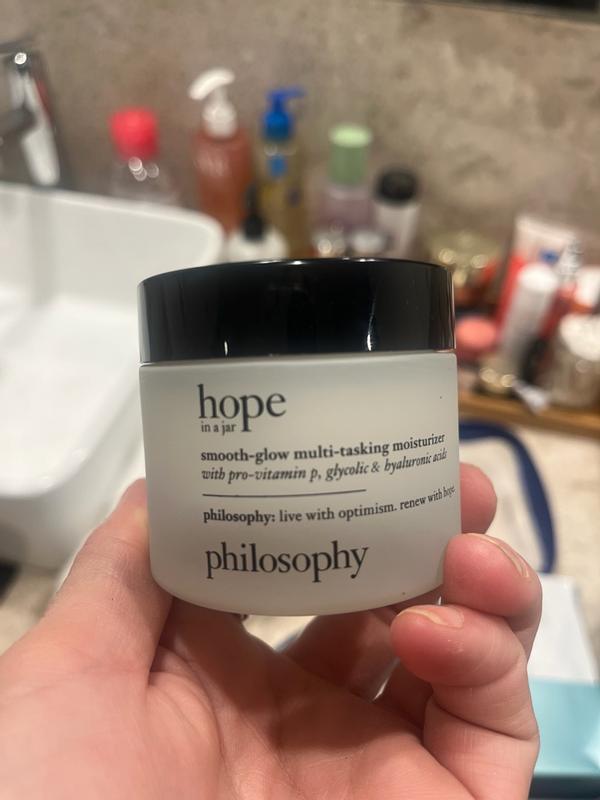 hope
in a jar
smooth-glow multi-tasking moisturizer
with pro-vitamin p, glycolic & hyaluronic acids
philosophy: live with optimism. renew with hope.
philosophy